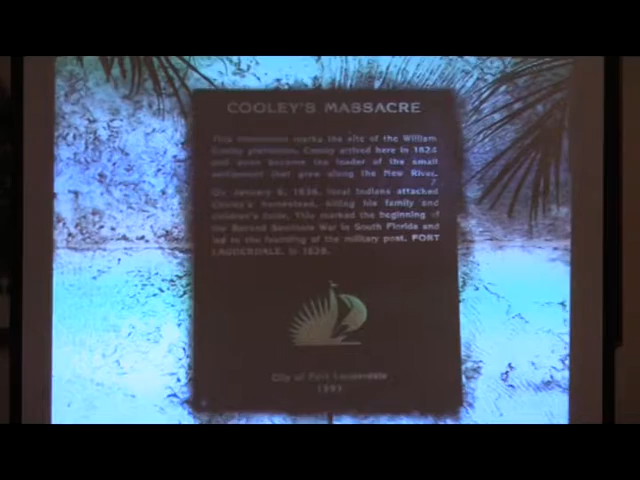 COOLEY'S MASSACRE
This monument marks the site of the William
Cooley plantation. Cooley arrived here in 1824
and soon became the leader of the small
settlement that grew along the New River.
On January 6, 1836, local Indians attacked
Cooley's homestead, killing his family and
children's tutor. This marked the beginning of
the Second Seminole War in South Florida and
led to the founding of the military post, FORT
LAUDERDALE, in 1839.
City of Fort Lauderdale
1993